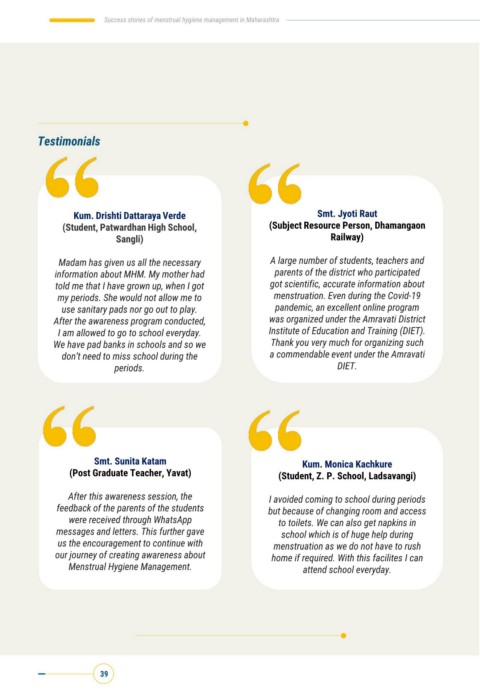 Success stories of menstrual hygiene management in Maharashtra
Testimonials
Kum. Drishti Dattaraya Verde
(Student, Patwardhan High School,
Sangli)
Madam has given us all the necessary
information about MHM. My mother had
told me that I have grown up, when I got
my periods. She would not allow me to
use sanitary pads nor go out to play.
After the awareness program conducted,
I am allowed to go to school everyday.
We have pad banks in schools and so we
don't need to miss school during the
periods.
Smt. Jyoti Raut
(Subject Resource Person, Dhamangaon
Railway)
A large number of students, teachers and
parents of the district who participated
got scientific, accurate information about
menstruation. Even during the Covid-19
pandemic, an excellent online program
was organized under the Amravati District
Institute of Education and Training (DIET).
Thank you very much for organizing such
a commendable event under the Amravati
DIET.
Smt. Sunita Katam
(Post Graduate Teacher, Yavat)
After this awareness session, the
feedback of the parents of the students
were received through WhatsApp
messages and letters. This further gave
us the encouragement to continue with
our journey of creating awareness about
Menstrual Hygiene Management.
Kum. Monica Kachkure
(Student, Z. P. School, Ladsavangi)
I avoided coming to school during periods
but because of changing room and access
to toilets. We can also get napkins in
school which is of huge help during
menstruation as we do not have to rush
home if required. With this facilites I can
attend school everyday.
39